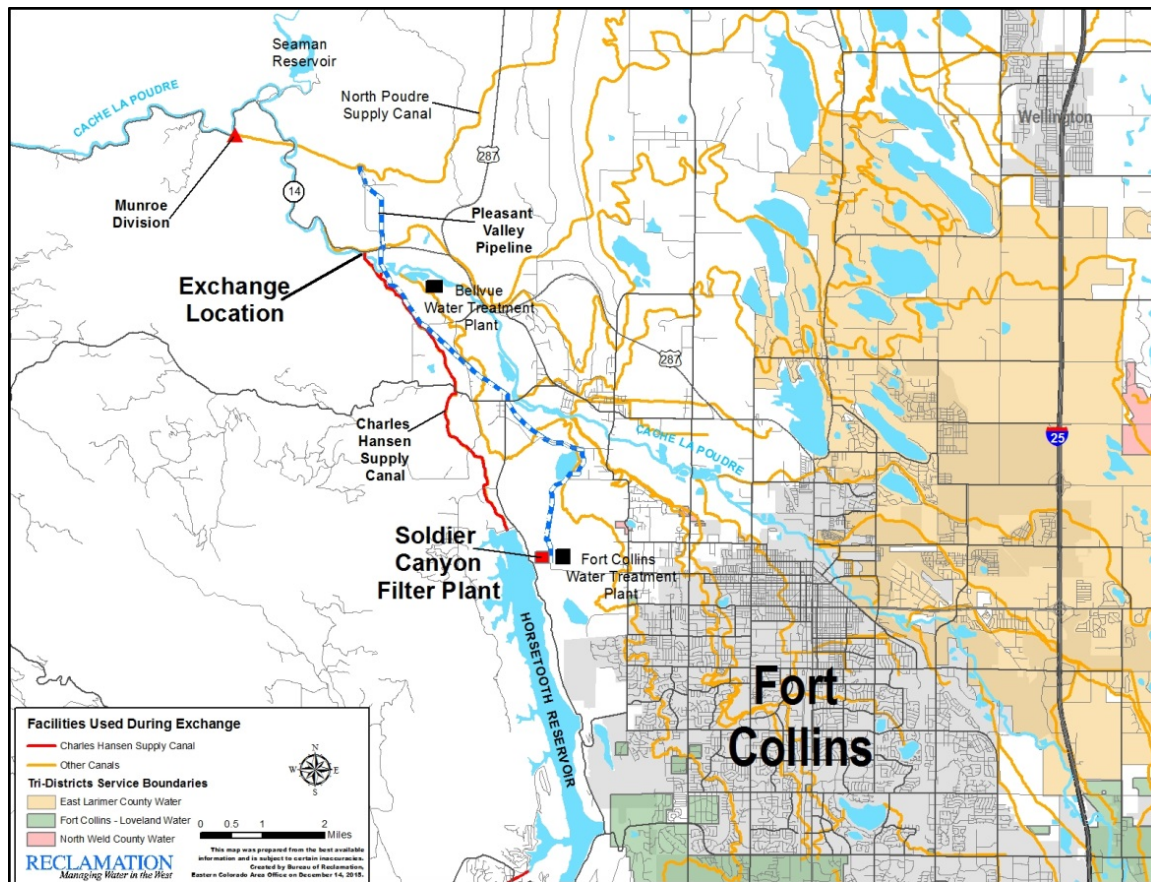 Seaman
Reservoir
CACHE LA POUDRE
North Poudre
Supply Canal
287
Wellington
Munroe
Division
14
Pleasant
Valley
Pipeline
Exchange
Location
Bellvue
Water Treatment
Plant
287
Charles
Hansen
Supply
Canal
CACHE LA POUDRE
25
Soldier
Canyon
Filter Plant
Fort Collins
Water Treatment
Plant
HORSETOOTH RESERVOIR
Fort
Collins
Facilities Used During Exchange
Charles Hansen Supply Canal
Other Canals
Tri-Districts Service Boundaries
East Larimer County Water
Fort Collins - Loveland Water
North Weld County Water
N
W E
S
0 0.5 1 2
Miles
RECLAMATION
Managing Water in the West
This map was prepared from the best available
information and is subject to certain inaccuracies.
Created by Bureau of Reclamation,
Eastern Colorado Area Office on December 14, 2018.